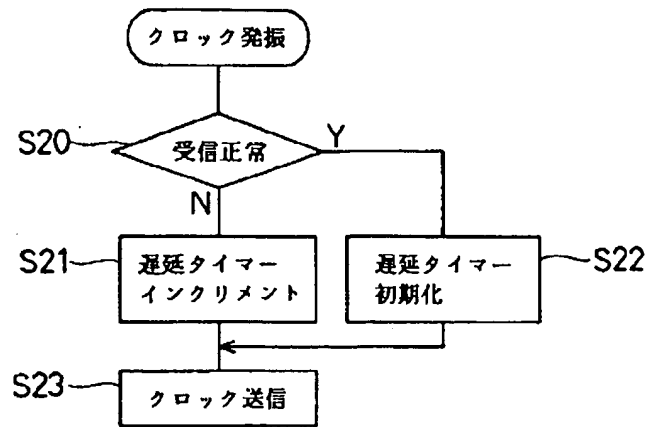 クロック発振
S20
受信正常
Y
N
S21
遅延タイマー
インクリメント
遅延タイマー
初期化
S22
S23
クロック送信